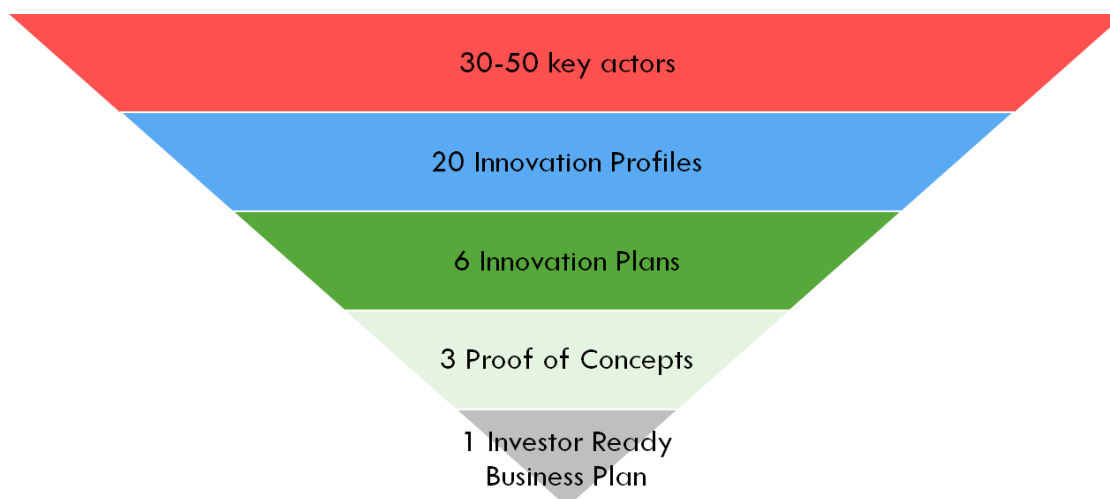 30-50 key actors
20 Innovation Profiles
6 Innovation Plans
3 Proof of Concepts
1 Investor Ready
Business Plan